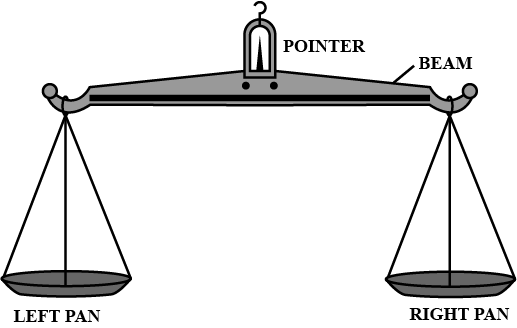 POINTER
BEAM
LEFT PAN
RIGHT PAN